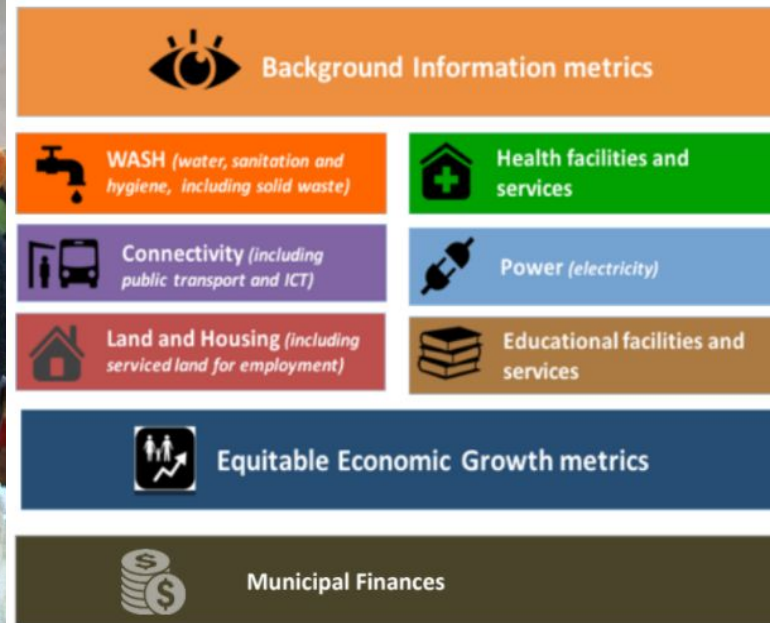 Background Information metrics
WASH (water, sanitation and
hygiene, including solid waste)
Health facilities and
services
Connectivity (including
public transport and ICT)
Power (electricity)
Land and Housing (including
serviced land for employment)
Educational facilities and
services
Equitable Economic Growth metrics
Municipal Finances